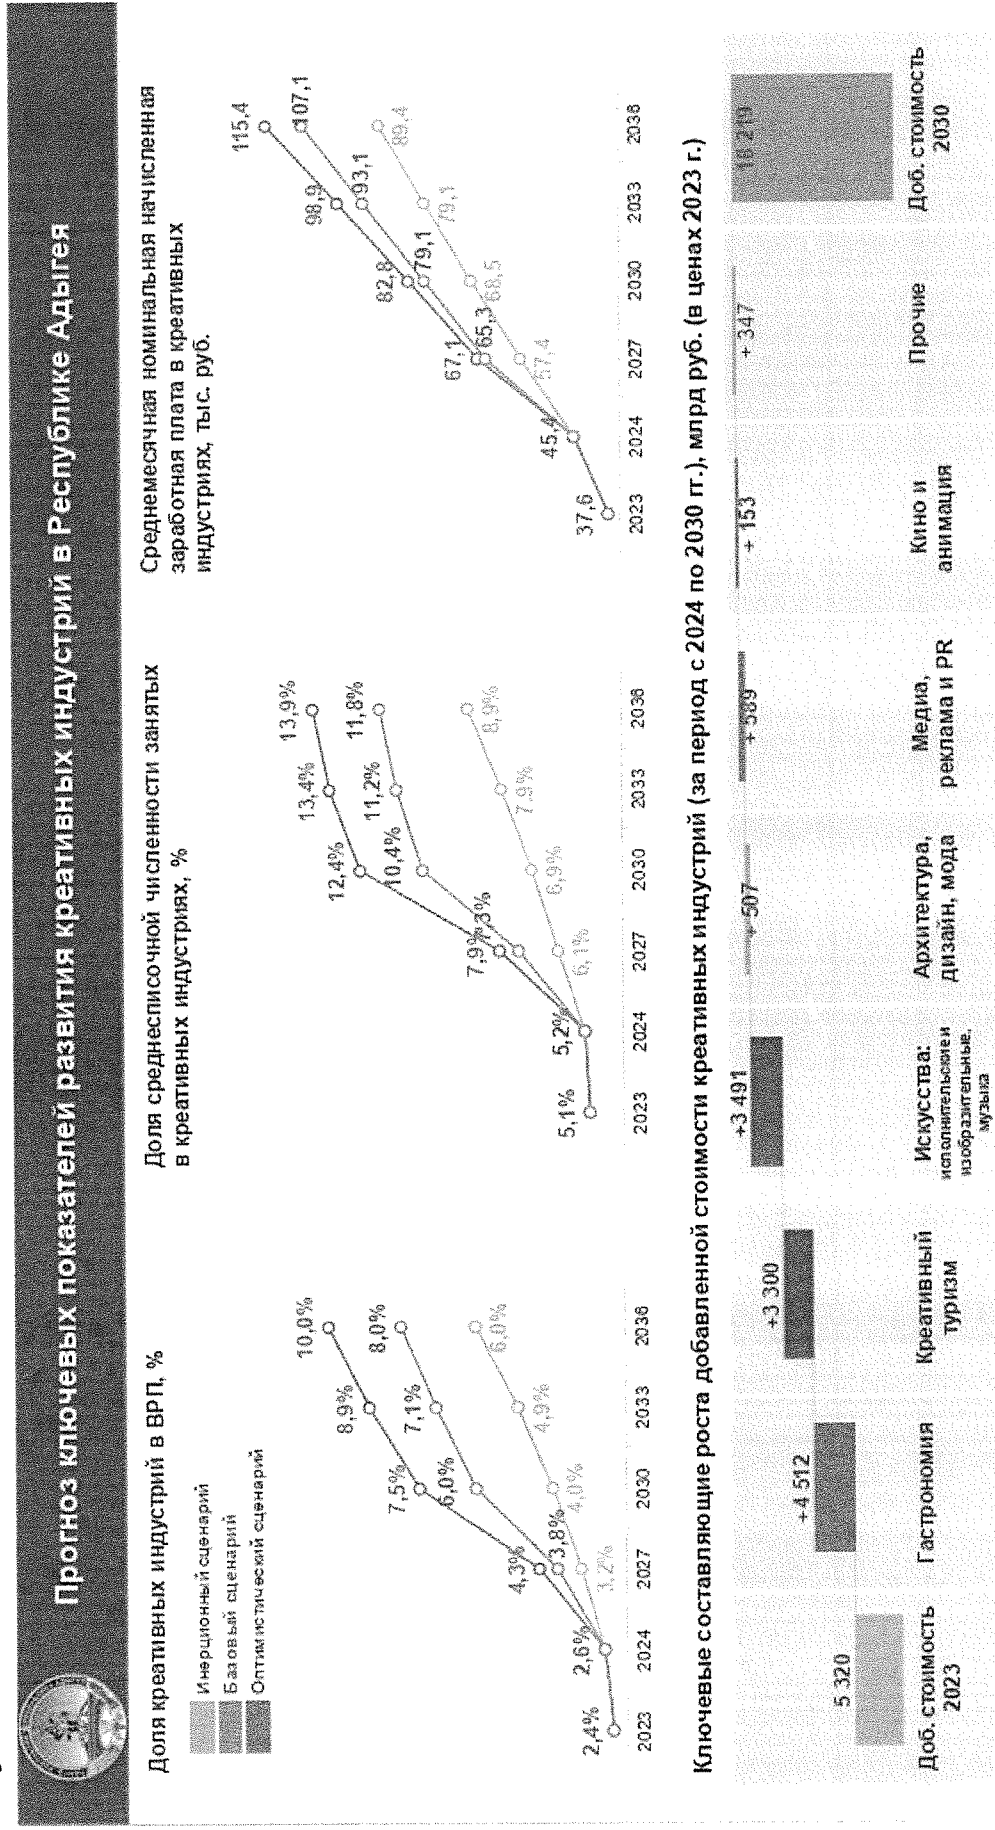 Прогноз ключевых показателей развития креативных индустрий в Республике Адыгея
Доля креативных индустрий в ВРП, %
Инерционный сценарий
Базовый сценарий
Оптимистический сценарий
10,0%
8,9%
8,0%
7,5%
7,1%
6,0%
6,0%
4,9%
4,3%
3,8%
4,0%
3,2%
2,6%
2,4%
2023 2024 2027 2030 2033 2036
Доля среднесписочной численности занятых
в креативных индустриях, %
13,9%
13,4%
12,4%
11,8%
11,2%
10,4%
8,9%
7,9%
7,9%
6,9%
6,1%
5,2%
5,1%
2023 2024 2027 2030 2033 2036
Среднемесячная номинальная начисленная
заработная плата в креативных
индустриях, тыс. руб.
115,4
107,1
98,9
93,1
89,4
82,8
79,1
79,1
67,1
65,3
68,5
57,4
45,4
37,6
2023 2024 2027 2030 2033 2036
Ключевые составляющие роста добавленной стоимости креативных индустрий (за период с 2024 по 2030 гг.), млрд руб. (в ценах 2023 г.)
5 320
+4 512
+3 300
+3 491
+ 507
+ 589
+ 153
+ 347
Доб. стоимость
2023
Гастрономия
Креативный
туризм
Искусства:
исполнительские и
изобразительные,
музыка
Архитектура,
дизайн, мода
Медиа,
реклама и PR
Кино и
анимация
Прочие
Доб. стоимость
2030